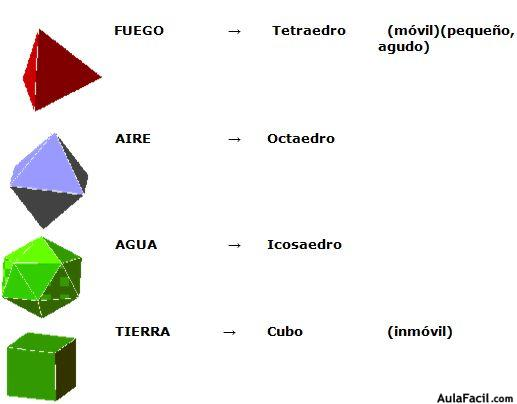 FUEGO → Tetraedro (móvil)(pequeño,
agudo)
AIRE → Octaedro
AGUA → Icosaedro
TIERRA → Cubo (inmóvil)
AulaFacil.com